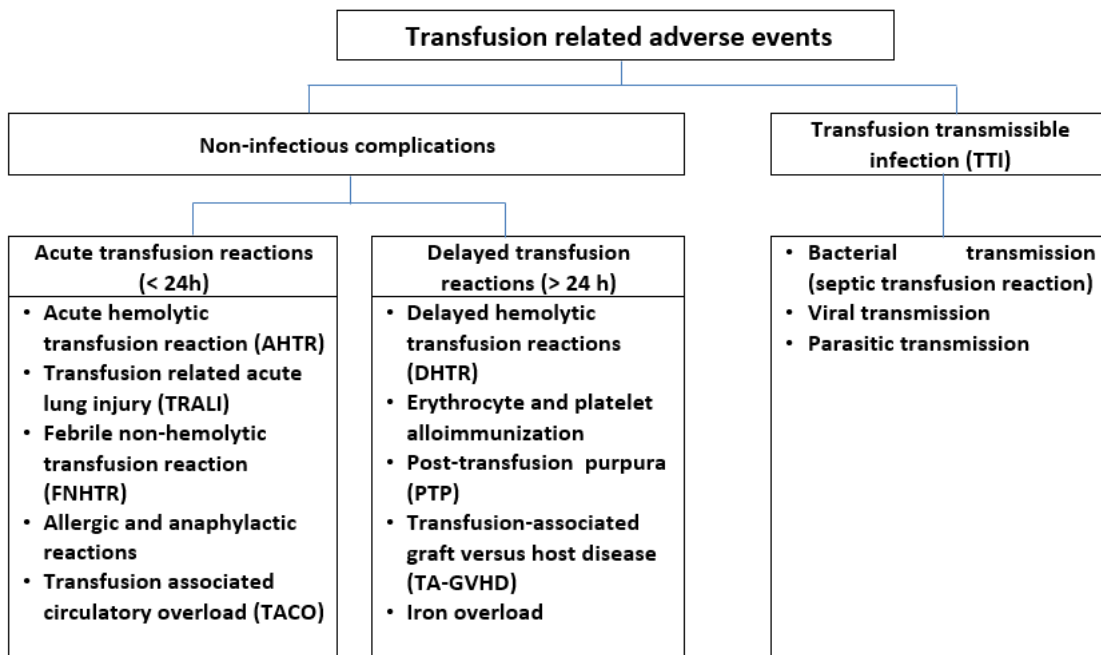 Transfusion related adverse events
Non-infectious complications
Transfusion transmissible
infection (TTI)
Acute transfusion reactions
(< 24h)
• Acute hemolytic
transfusion reaction (AHTR)
• Transfusion related acute
lung injury (TRALI)
• Febrile non-hemolytic
transfusion reaction
(FNHTR)
• Allergic and anaphylactic
reactions
• Transfusion associated
circulatory overload (TACO)
Delayed transfusion
reactions (> 24 h)
• Delayed hemolytic
transfusion reactions
(DHTR)
• Erythrocyte and platelet
alloimmunization
• Post-transfusion purpura
(PTP)
• Transfusion-associated
graft versus host disease
(TA-GVHD)
• Iron overload
• Bacterial transmission
(septic transfusion reaction)
• Viral transmission
• Parasitic transmission